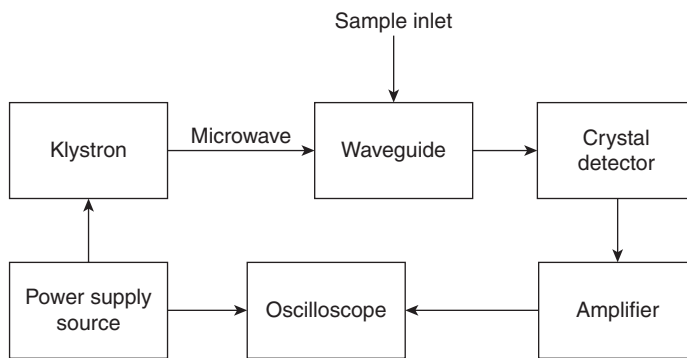 Sample inlet
Klystron
Microwave
Waveguide
Crystal
detector
Power supply
source
Oscilloscope
Amplifier